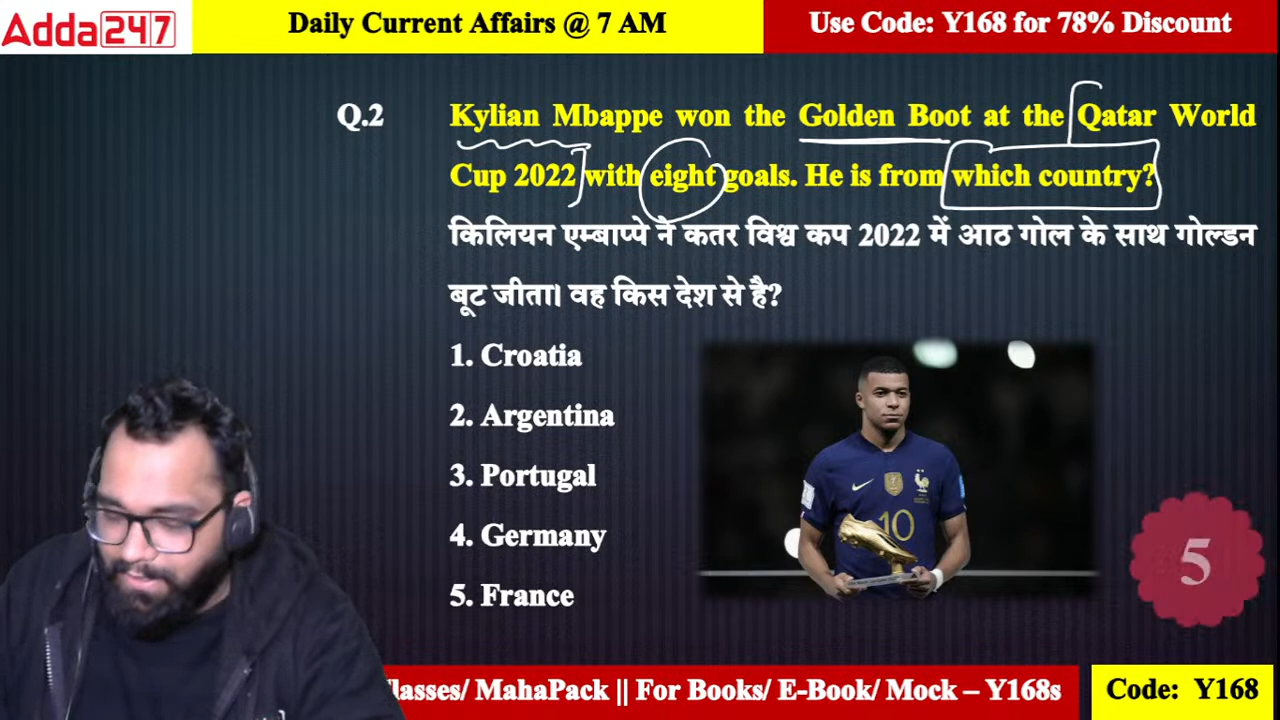 Adda247
Daily Current Affairs @ 7 AM
Use Code: Y168 for 78% Discount
Q.2
Kylian Mbappe won the Golden Boot at the Qatar World
Cup 2022 with eight goals. He is from which country?
किलियन एम्बाप्पे ने कतर विश्व कप 2022 में आठ गोल के साथ गोल्डन
बूट जीता। वह किस देश से है?
1. Croatia
2. Argentina
3. Portugal
4. Germany
5. France
10
5
MahaPack || For Books/ E-Book/ Mock – Y168s
Code: Y168